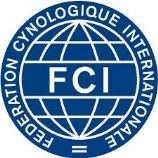 FEDERATION CYNOLOGIQUE INTERNATIONALE
FCI